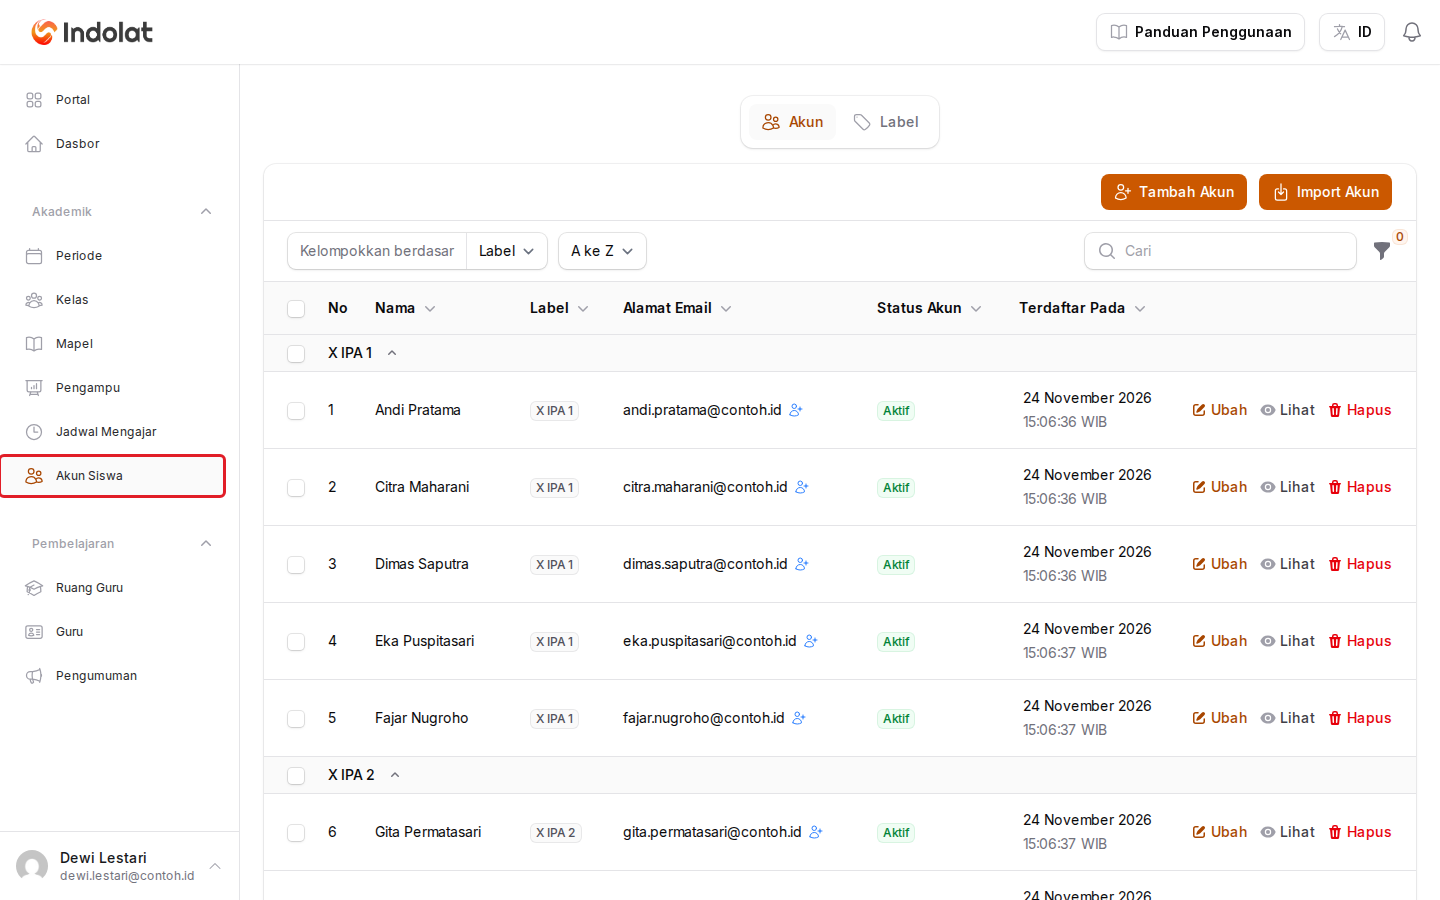 Indolat
Panduan Penggunaan
ID
Portal
Dasbor
Akademik
Periode
Kelas
Mapel
Pengampu
Jadwal Mengajar
Akun Siswa
Pembelajaran
Ruang Guru
Guru
Pengumuman
Dewi Lestari
dewi.lestari@contoh.id
Akun Label
Tambah Akun Import Akun
Kelompokkan berdasar Label A ke Z Cari 0
No Nama Label Alamat Email Status Akun Terdaftar Pada
X IPA 1
1 Andi Pratama X IPA 1 andi.pratama@contoh.id Aktif 24 November 2026 15:06:36 WIB Ubah Lihat Hapus
2 Citra Maharani X IPA 1 citra.maharani@contoh.id Aktif 24 November 2026 15:06:36 WIB Ubah Lihat Hapus
3 Dimas Saputra X IPA 1 dimas.saputra@contoh.id Aktif 24 November 2026 15:06:36 WIB Ubah Lihat Hapus
4 Eka Puspitasari X IPA 1 eka.puspitasari@contoh.id Aktif 24 November 2026 15:06:37 WIB Ubah Lihat Hapus
5 Fajar Nugroho X IPA 1 fajar.nugroho@contoh.id Aktif 24 November 2026 15:06:37 WIB Ubah Lihat Hapus
X IPA 2
6 Gita Permatasari X IPA 2 gita.permatasari@contoh.id Aktif 24 November 2026 15:06:37 WIB Ubah Lihat Hapus
24 November 2026